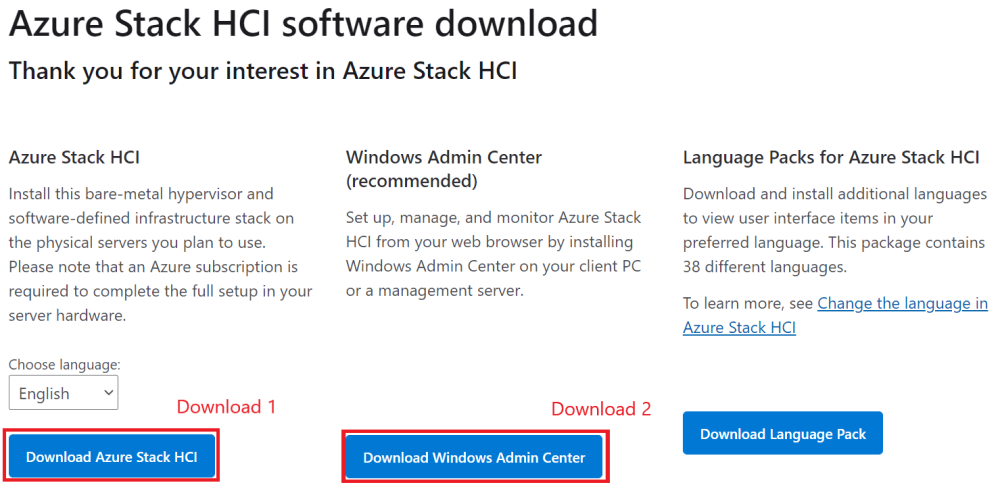 Azure Stack HCI software download
Thank you for your interest in Azure Stack HCI
Azure Stack HCI
Install this bare-metal hypervisor and
software-defined infrastructure stack on
the physical servers you plan to use.
Please note that an Azure subscription is
required to complete the full setup in your
server hardware.
Choose language:
English
Download 1
Download Azure Stack HCI
Windows Admin Center
(recommended)
Set up, manage, and monitor Azure Stack
HCI from your web browser by installing
Windows Admin Center on your client PC
or a management server.
Download 2
Download Windows Admin Center
Language Packs for Azure Stack HCI
Download and install additional languages
to view user interface items in your
preferred language. This package contains
38 different languages.
To learn more, see Change the language in
Azure Stack HCI
Download Language Pack